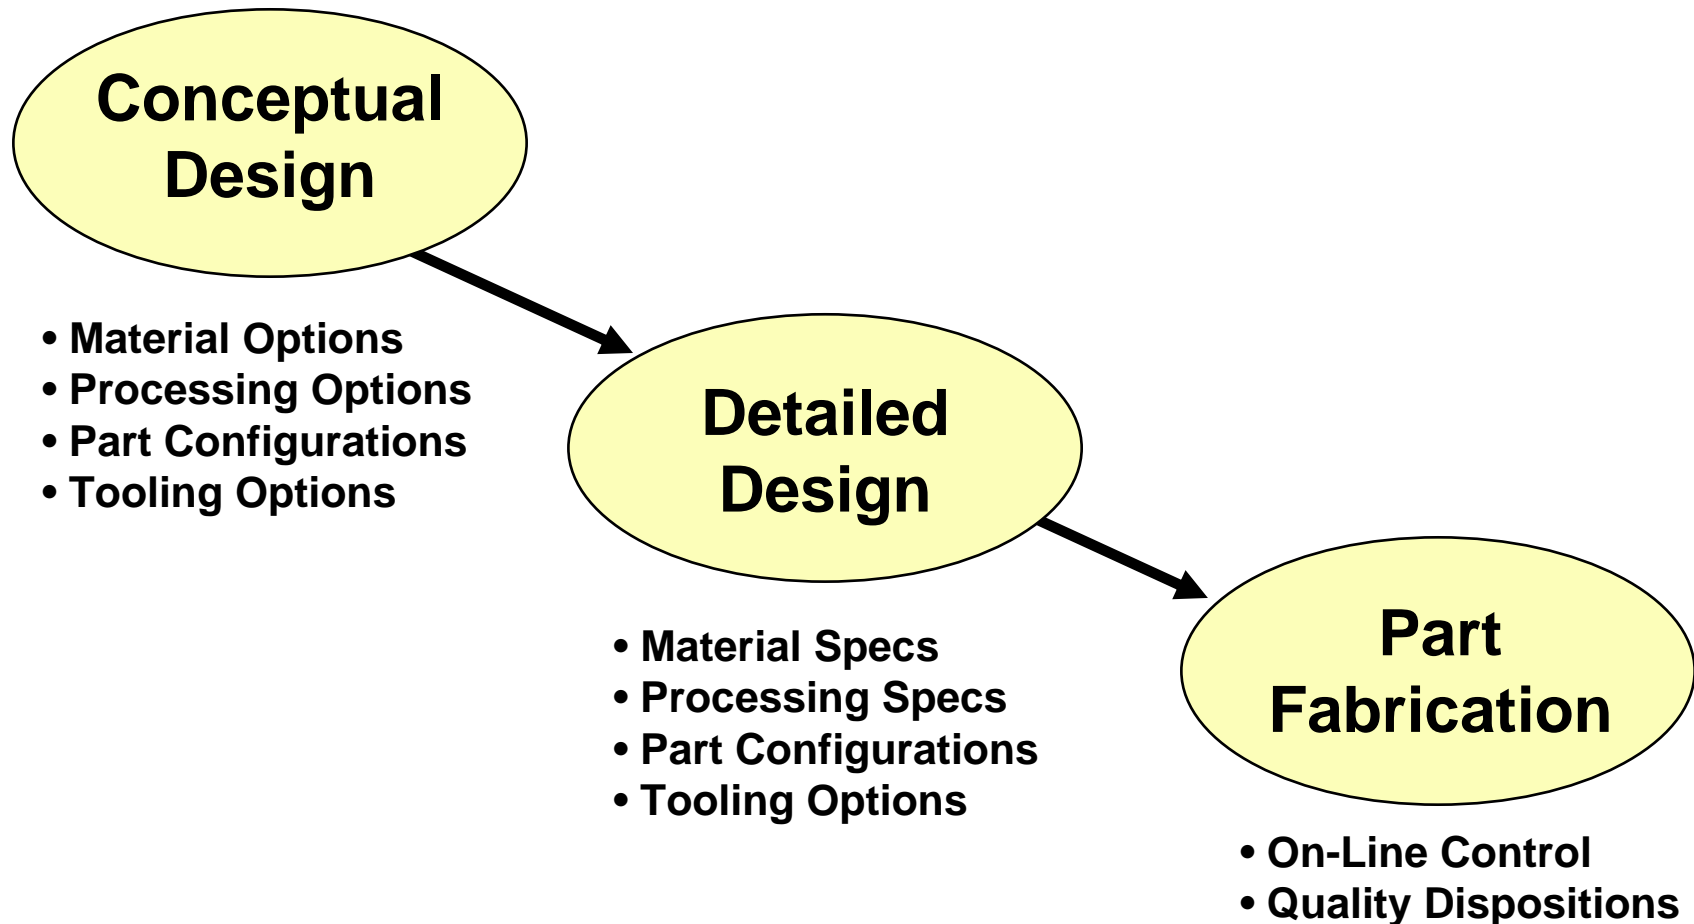 Conceptual
Design
• Material Options
• Processing Options
• Part Configurations
• Tooling Options
Detailed
Design
• Material Specs
• Processing Specs
• Part Configurations
• Tooling Options
Part
Fabrication
• On-Line Control
• Quality Dispositions